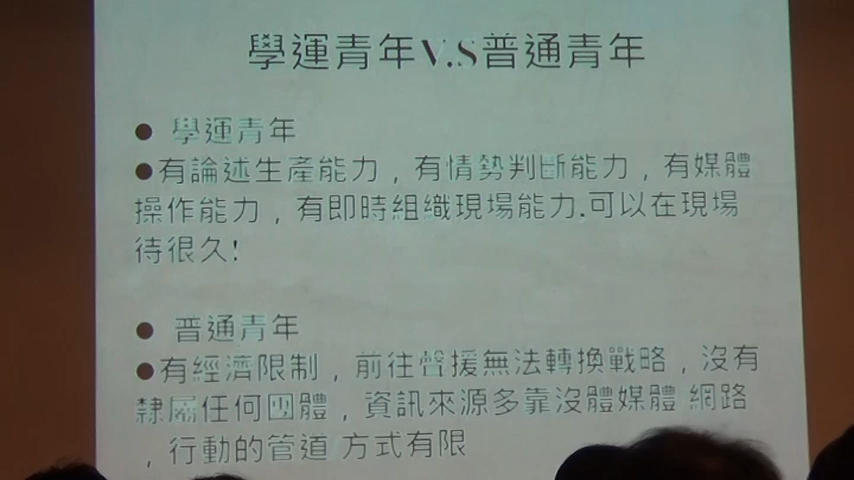 學運青年V.S普通青年
● 學運青年
●有論述生產能力，有情勢判斷能力，有媒體
操作能力，有即時組織現場能力.可以在現場
待很久!
● 普通青年
●有經濟限制，前往聲援無法轉換戰略，沒有
隸屬任何團體，資訊來源多靠沒體媒體 網路
，行動的管道 方式有限